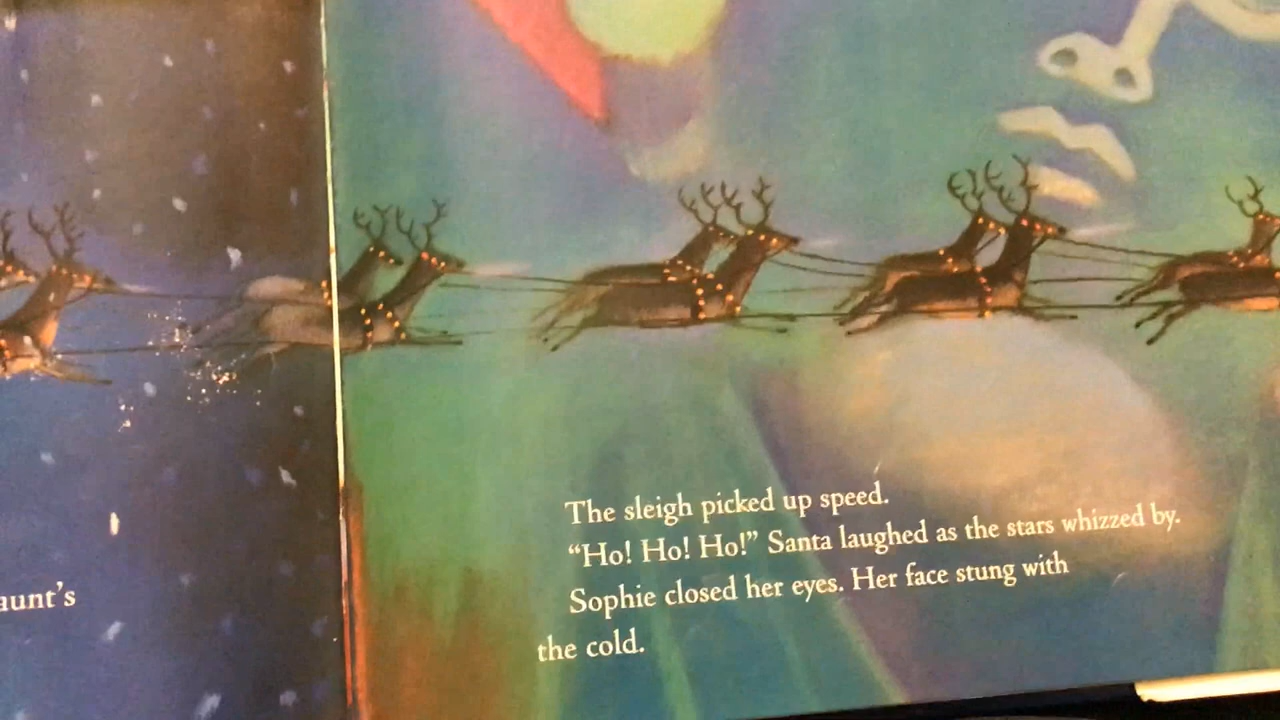 aunt's
The sleigh picked up speed.
“Ho! Ho! Ho!” Santa laughed as the stars whizzed by.
Sophie closed her eyes. Her face stung with
the cold.